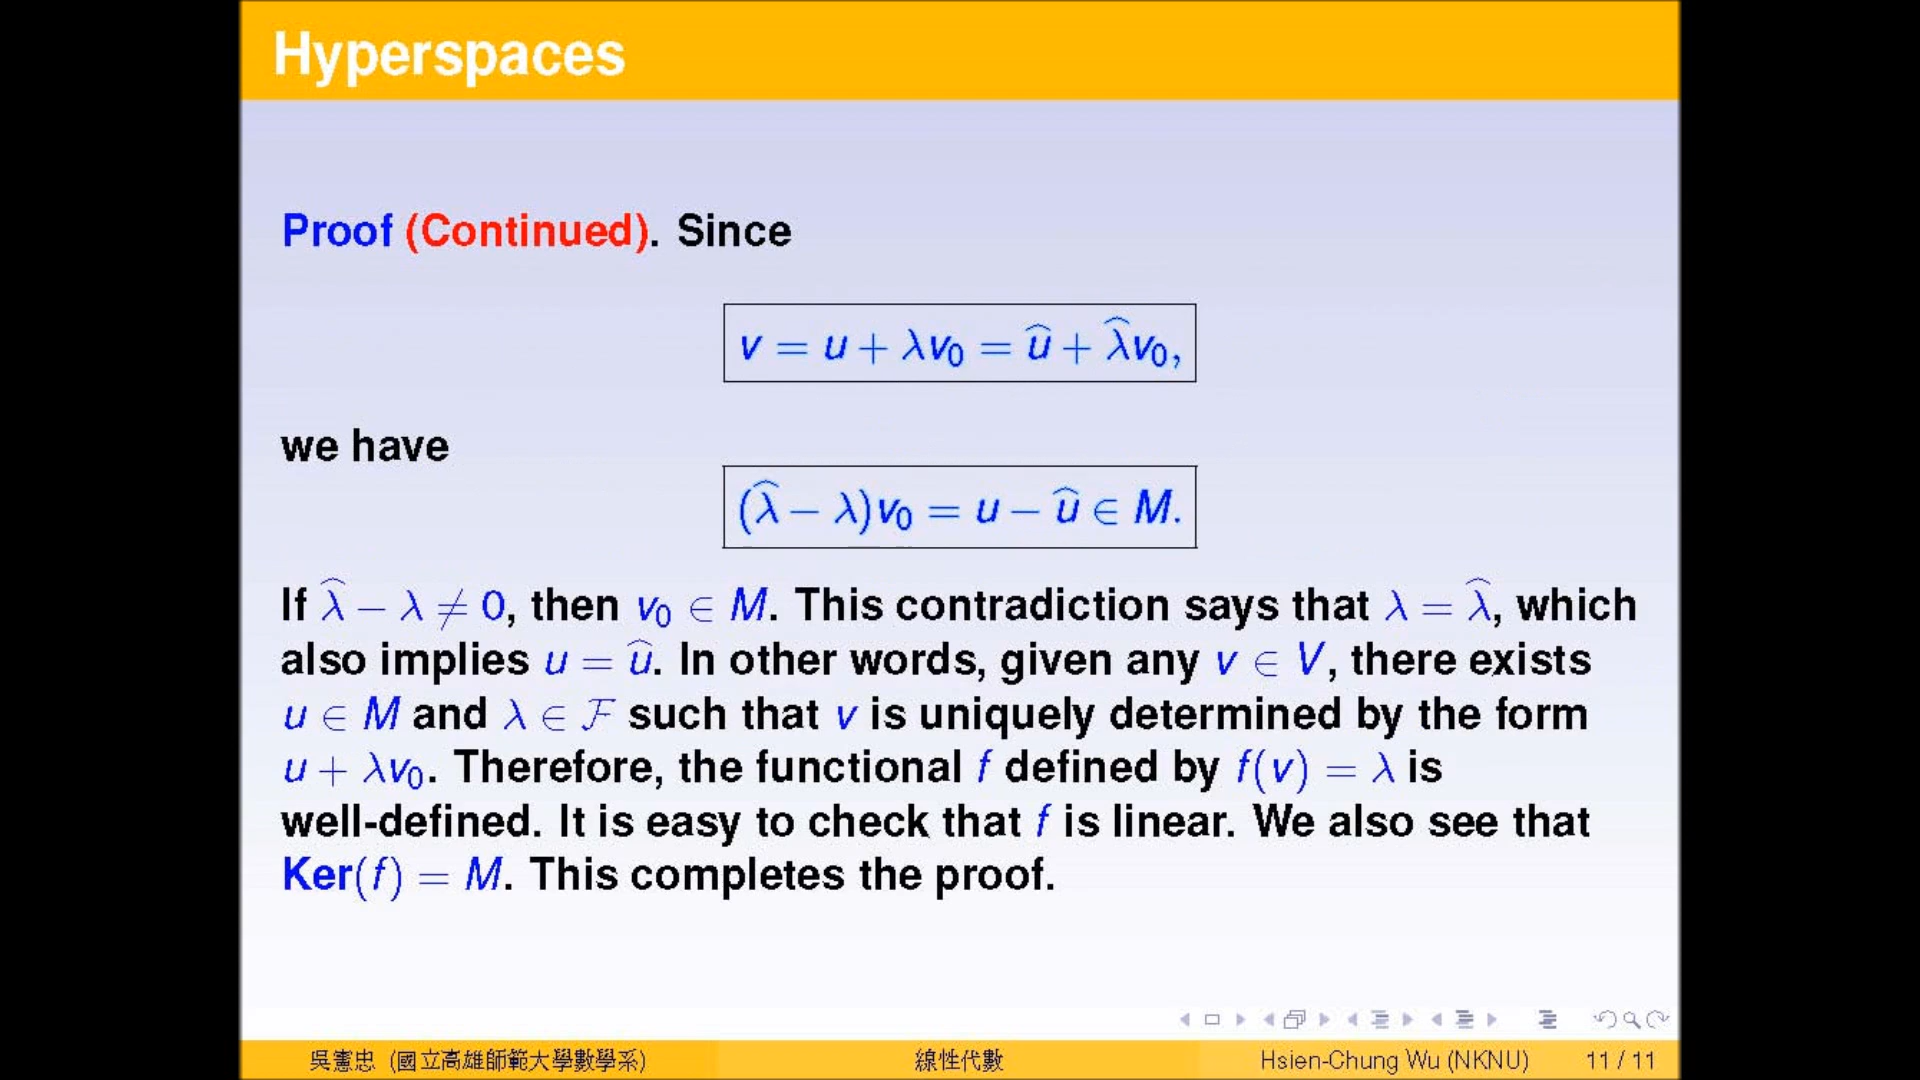 Hyperspaces
Proof (Continued). Since
v = u + λv₀ = û + λ̂v₀,
we have
(λ̂ − λ)v₀ = u − û ∈ M.
If λ̂ − λ ≠ 0, then v₀ ∈ M. This contradiction says that λ = λ̂, which
also implies u = û. In other words, given any v ∈ V, there exists
u ∈ M and λ ∈ ℱ such that v is uniquely determined by the form
u + λv₀. Therefore, the functional f defined by f(v) = λ is
well-defined. It is easy to check that f is linear. We also see that
Ker(f) = M. This completes the proof.
吳憲忠 (國立高雄師範大學數學系) 線性代數 Hsien-Chung Wu (NKNU) 11 / 11